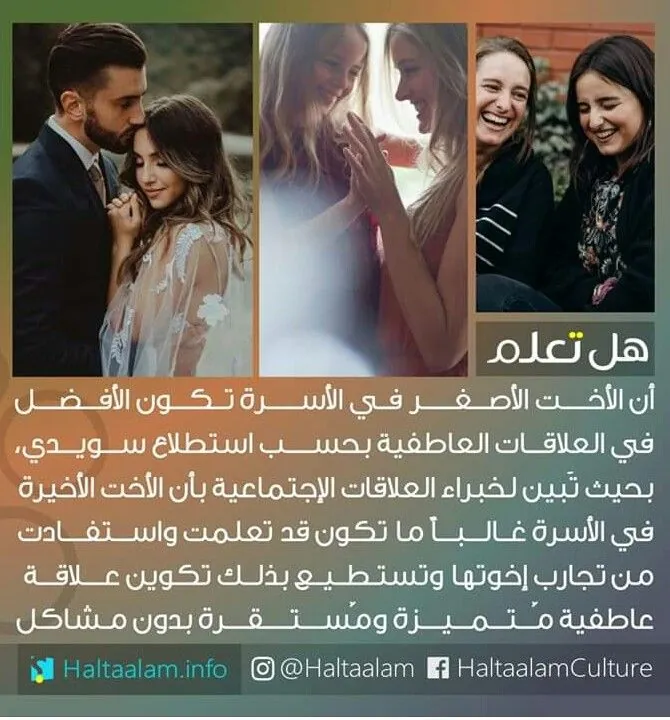 هل تعلم
أن الأخت الأصغر في الأسرة تكون الأفضل
في العلاقات العاطفية بحسب استطلاع سويدي،
بحيث تَبين لخبراء العلاقات الإجتماعية بأن الأخت الأخيرة
في الأسرة غالباً ما تكون قد تعلمت واستفادت
من تجارب إخوتها وتستطيع بذلك تكوين علاقة
عاطفية مُتميزة ومُستقرة بدون مشاكل
Haltaalam.info @Haltaalam HaltaalamCulture